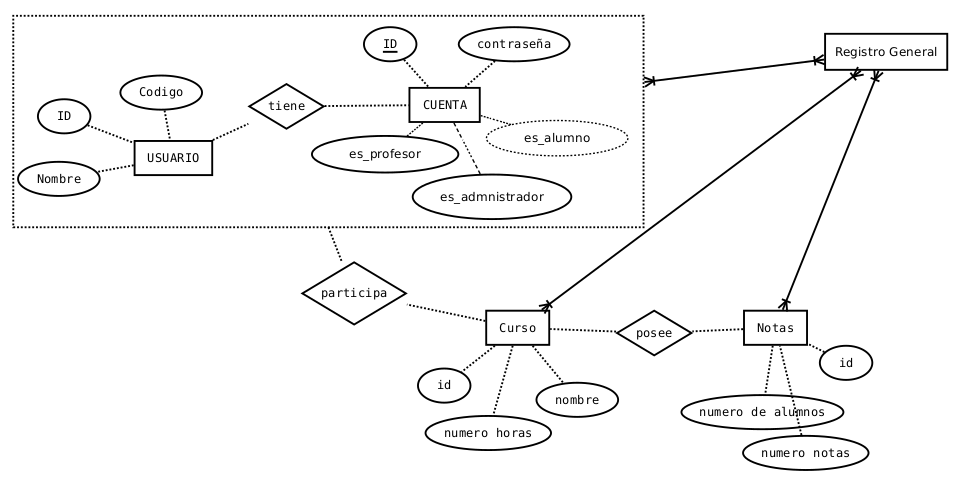 ID
contraseña
Registro General
Codigo
tiene
CUENTA
ID
es_alumno
es_profesor
USUARIO
Nombre
es_admnistrador
participa
Curso
posee
Notas
id
id
nombre
numero de alumnos
numero horas
numero notas